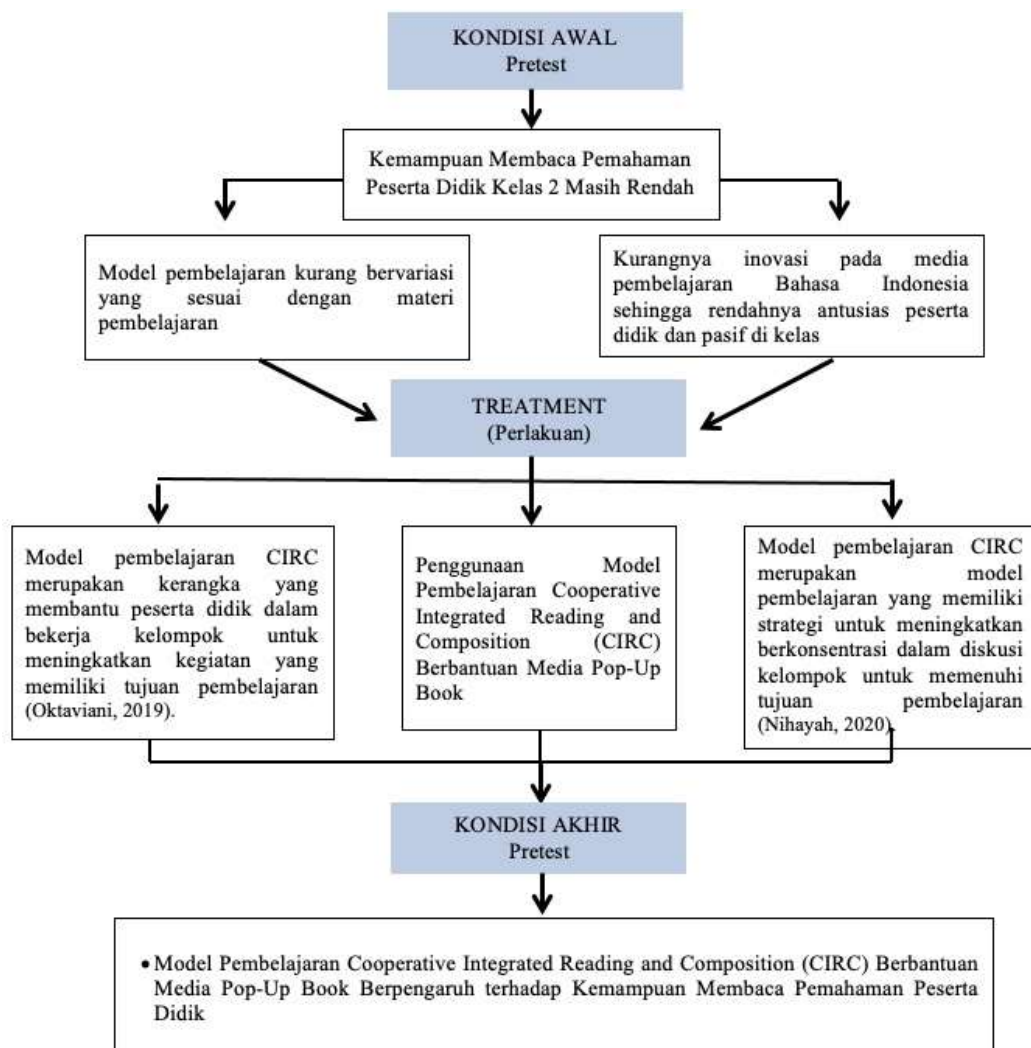 KONDISI AWAL
Pretest
Kemampuan Membaca Pemahaman
Peserta Didik Kelas 2 Masih Rendah
Model pembelajaran kurang bervariasi
yang sesuai dengan materi
pembelajaran
Kurangnya inovasi pada media
pembelajaran Bahasa Indonesia
sehingga rendahnya antusias peserta
didik dan pasif di kelas
TREATMENT
(Perlakuan)
Model pembelajaran CIRC
merupakan kerangka yang
membantu peserta didik dalam
bekerja kelompok untuk
meningkatkan kegiatan yang
memiliki tujuan pembelajaran
(Oktaviani, 2019).
Penggunaan Model
Pembelajaran Cooperative
Integrated Reading and
Composition (CIRC)
Berbantuan Media Pop-Up
Book
Model pembelajaran CIRC
merupakan model
pembelajaran yang memiliki
strategi untuk meningkatkan
berkonsentrasi dalam diskusi
kelompok untuk memenuhi
tujuan pembelajaran
(Nihayah, 2020).
KONDISI AKHIR
Pretest
• Model Pembelajaran Cooperative Integrated Reading and Composition (CIRC) Berbantuan
Media Pop-Up Book Berpengaruh terhadap Kemampuan Membaca Pemahaman Peserta
Didik